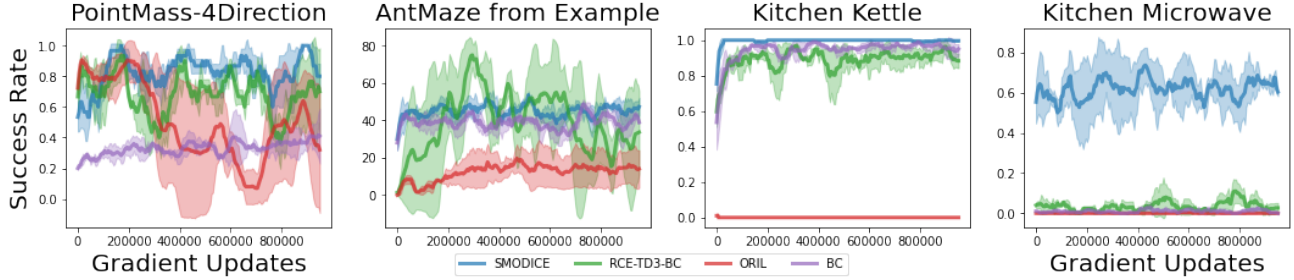 PointMass-4Direction
AntMaze from Example
Kitchen Kettle
Kitchen Microwave
Success Rate
1.0
0.8
0.6
0.4
0.2
0.0
0 200000 400000 600000 800000
80
60
40
20
0
0 200000 400000 600000 800000
1.0
0.8
0.6
0.4
0.2
0.0
0 200000 400000 600000 800000
0.8
0.6
0.4
0.2
0.0
0 200000 400000 600000 800000
Gradient Updates
SMODICE RCE-TD3-BC ORIL BC
Gradient Updates